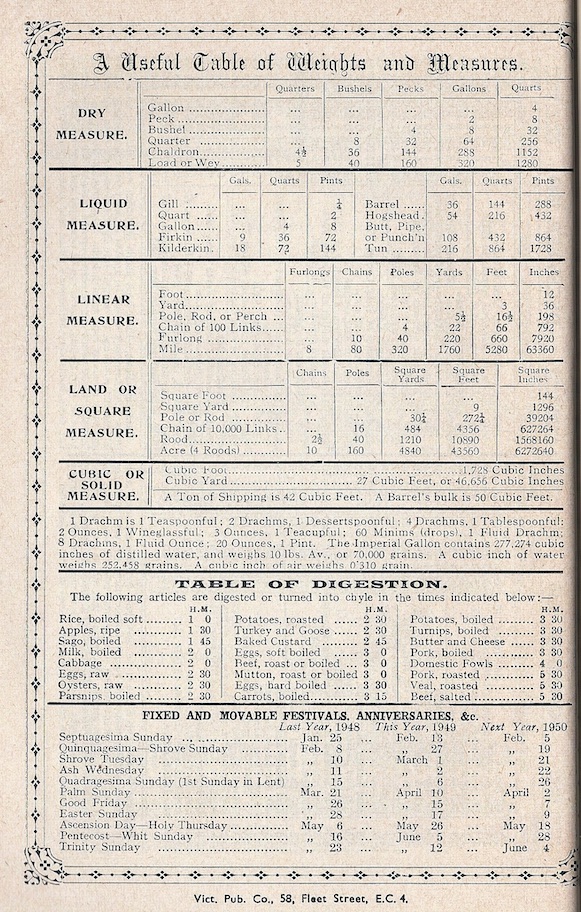 A Useful Table of Weights and Measures.
DRY MEASURE.
Quarters Bushels Pecks Gallons Quarts
Gallon ... ... ... ... 4
Peck ... ... ... 2 8
Bushel ... ... 4 8 32
Quarter ... 8 32 64 256
Chaldron 4½ 36 144 288 1152
Load or Wey 5 40 160 320 1280
LIQUID MEASURE.
Gals. Quarts Pints Gals. Quarts Pints
Gill ... ... ¼ Barrel 36 144 288
Quart ... ... 2 Hogshead. 54 216 432
Gallon ... 4 8 Butt, Pipe,
Firkin 9 36 72 or Punch'n 108 432 864
Kilderkin. 18 72 144 Tun 216 864 1728
LINEAR MEASURE.
Furlongs Chains Poles Yards Feet Inches
Foot ... ... ... ... ... 12
Yard ... ... ... ... 3 36
Pole, Rod, or Perch ... ... ... ... 5½ 16½ 198
Chain of 100 Links ... ... 4 22 66 792
Furlong ... 10 40 220 660 7920
Mile 8 80 320 1760 5280 63360
LAND OR SQUARE MEASURE.
Chains Poles Square Yards Square Feet Square Inches
Square Foot ... ... ... ... 144
Square Yard ... ... ... 9 1296
Pole or Rod ... ... 30¼ 272¼ 39204
Chain of 10,000 Links. ... 16 484 4356 627264
Rood 2½ 40 1210 10890 1568160
Acre (4 Roods) 10 160 4840 43560 6272640
CUBIC OR SOLID MEASURE.
Cubic Foot 1,728 Cubic Inches
Cubic Yard 27 Cubic Feet, or 46,656 Cubic Inches
A Ton of Shipping is 42 Cubic Feet. A Barrel's bulk is 50 Cubic Feet.
1 Drachm is 1 Teaspoonful; 2 Drachms, 1 Dessertspoonful; 4 Drachms, 1 Tablespoonful;
2 Ounces, 1 Wineglassful; 3 Ounces, 1 Teacupful; 60 Minims (drops), 1 Fluid Drachm;
8 Drachms, 1 Fluid Ounce; 20 Ounces, 1 Pint. The Imperial Gallon contains 277,274 cubic
inches of distilled water, and weighs 10 lbs. Av., or 70,000 grains. A cubic inch of water
weighs 252,458 grains. A cubic inch of air weighs 0'310 grain.
TABLE OF DIGESTION.
The following articles are digested or turned into chyle in the times indicated below:—
H.M. H.M. H.M.
Rice, boiled soft 1 0 Potatoes, roasted 2 30 Potatoes, boiled 3 30
Apples, ripe 1 30 Turkey and Goose 2 30 Turnips, boiled 3 30
Sago, boiled 1 45 Baked Custard 2 45 Butter and Cheese 3 30
Milk, boiled 2 0 Eggs, soft boiled 3 0 Pork, boiled 3 30
Cabbage 2 0 Beef, roast or boiled ... 3 0 Domestic Fowls 4 0
Eggs, raw 2 30 Mutton, roast or boiled 3 0 Pork, roasted 5 30
Oysters, raw 2 30 Eggs, hard boiled 3 30 Veal, roasted 5 30
Parsnips, boiled 2 30 Carrots, boiled 3 15 Beef, salted 5 30
FIXED AND MOVABLE FESTIVALS, ANNIVERSARIES, &c.
Last Year, 1948 This Year, 1949 Next Year, 1950
Septuagesima Sunday Jan. 25 ... Feb. 13 ... Feb. 5
Quinquagesima—Shrove Sunday Feb. 8 ... „ 27 ... „ 19
Shrove Tuesday „ 10 ... March 1 ... „ 21
Ash Wednesday „ 11 ... „ 2 ... „ 22
Quadragesima Sunday (1st Sunday in Lent) „ 15 ... „ 6 ... „ 26
Palm Sunday Mar. 21 ... April 10 ... April 2
Good Friday „ 26 ... „ 15 ... „ 7
Easter Sunday „ 28 ... „ 17 ... „ 9
Ascension Day—Holy Thursday May 6 ... May 26 ... May 18
Pentecost—Whit Sunday „ 16 ... June 5 ... „ 28
Trinity Sunday „ 23 ... „ 12 ... June 4
Vict. Pub. Co., 58, Fleet Street, E.C. 4.